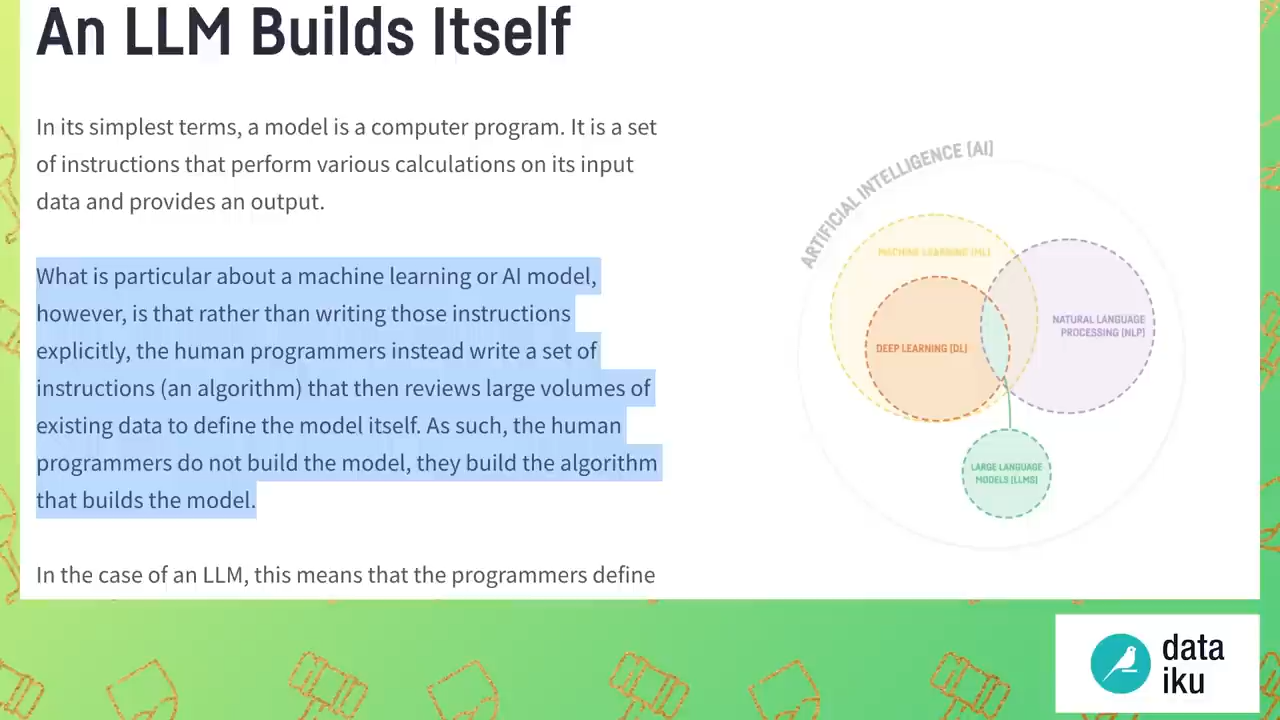 An LLM Builds Itself
In its simplest terms, a model is a computer program. It is a set
of instructions that perform various calculations on its input
data and provides an output.
What is particular about a machine learning or AI model,
however, is that rather than writing those instructions
explicitly, the human programmers instead write a set of
instructions (an algorithm) that then reviews large volumes of
existing data to define the model itself. As such, the human
programmers do not build the model, they build the algorithm
that builds the model.
In the case of an LLM, this means that the programmers define
ARTIFICIAL INTELLIGENCE [AI]
MACHINE LEARNING [ML]
NATURAL LANGUAGE
PROCESSING [NLP]
DEEP LEARNING [DL]
LARGE LANGUAGE
MODELS [LLMS]
data
iku